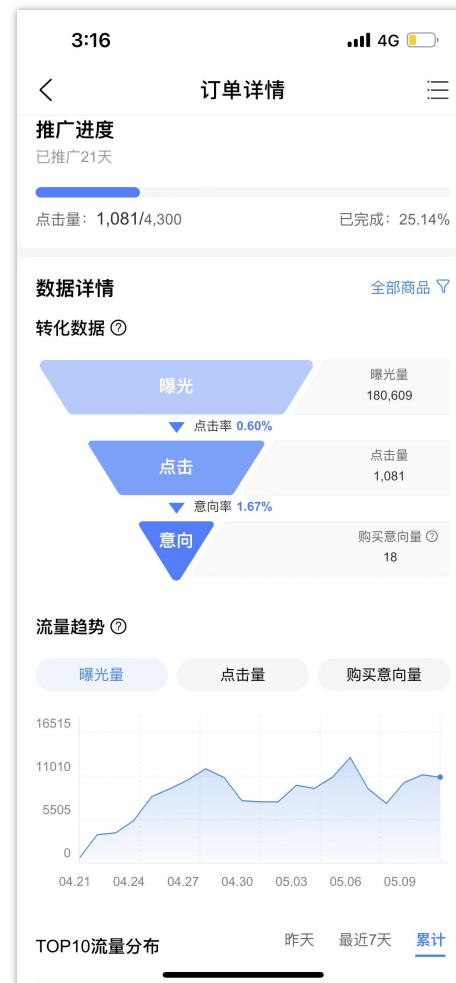 3:16
4G
订单详情
推广进度
已推广21天
点击量：1,081/4,300
已完成：25.14%
数据详情
全部商品
转化数据
曝光
曝光量
180,609
点击率 0.60%
点击
点击量
1,081
意向率 1.67%
意向
购买意向量
18
流量趋势
曝光量
点击量
购买意向量
16515
11010
5505
0
04.21 04.24 04.27 04.30 05.03 05.06 05.09
TOP10流量分布
昨天 最近7天 累计